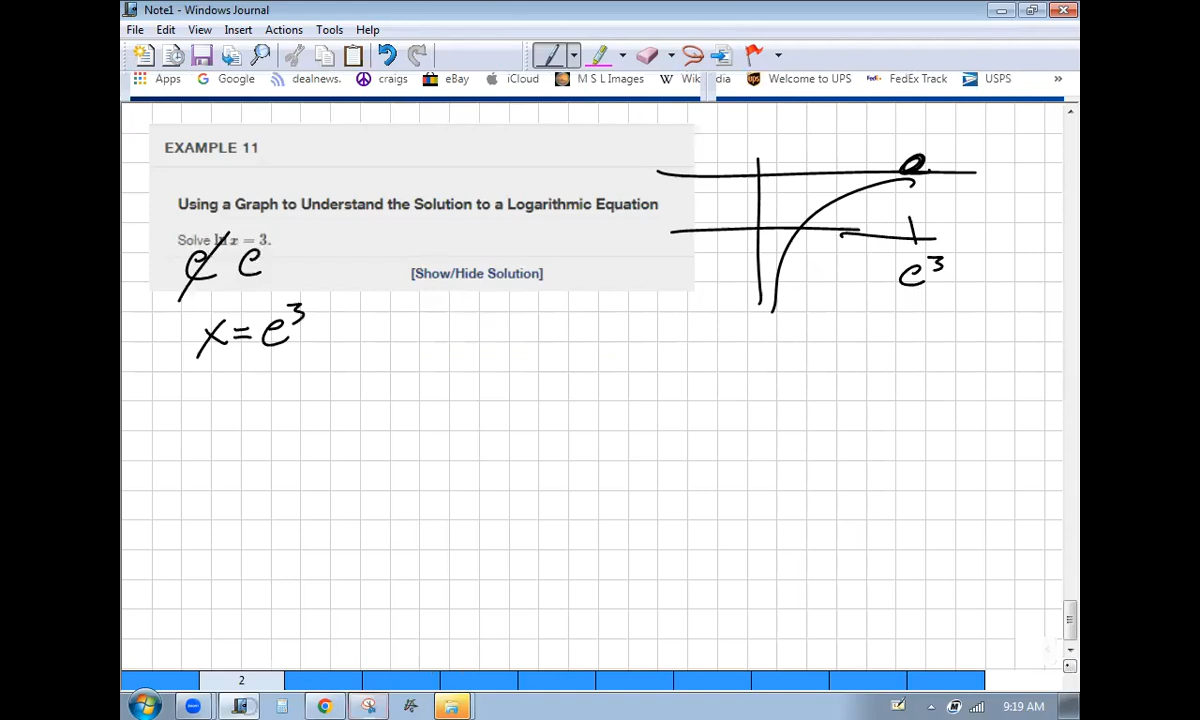 Note1 - Windows Journal
File Edit View Insert Actions Tools Help
Apps Google dealnews. craigs eBay iCloud M S L Images Wik dia Welcome to UPS FedEx Track USPS »
EXAMPLE 11
Using a Graph to Understand the Solution to a Logarithmic Equation
Solve ln x = 3.
e e
[Show/Hide Solution]
x = e³
e³
2
9:19 AM